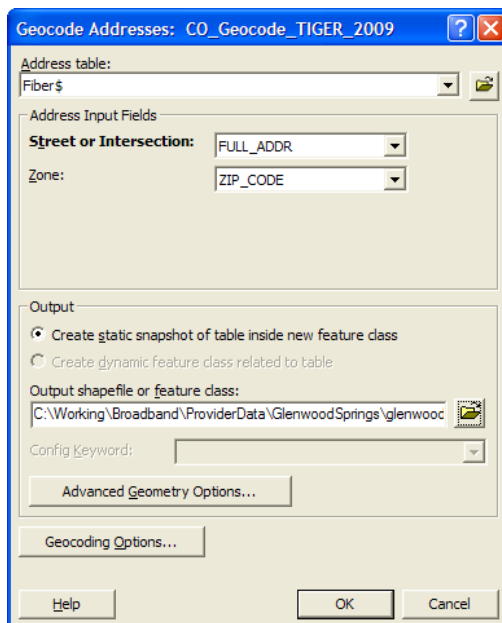 Geocode Addresses: CO_Geocode_TIGER_2009
Address table:
Fiber$
Address Input Fields
Street or Intersection: FULL_ADDR
Zone: ZIP_CODE
Output
Create static snapshot of table inside new feature class
Create dynamic feature class related to table
Output shapefile or feature class:
C:\Working\Broadband\ProviderData\GlenwoodSprings\glenwood
Config Keyword:
Advanced Geometry Options...
Geocoding Options...
Help OK Cancel